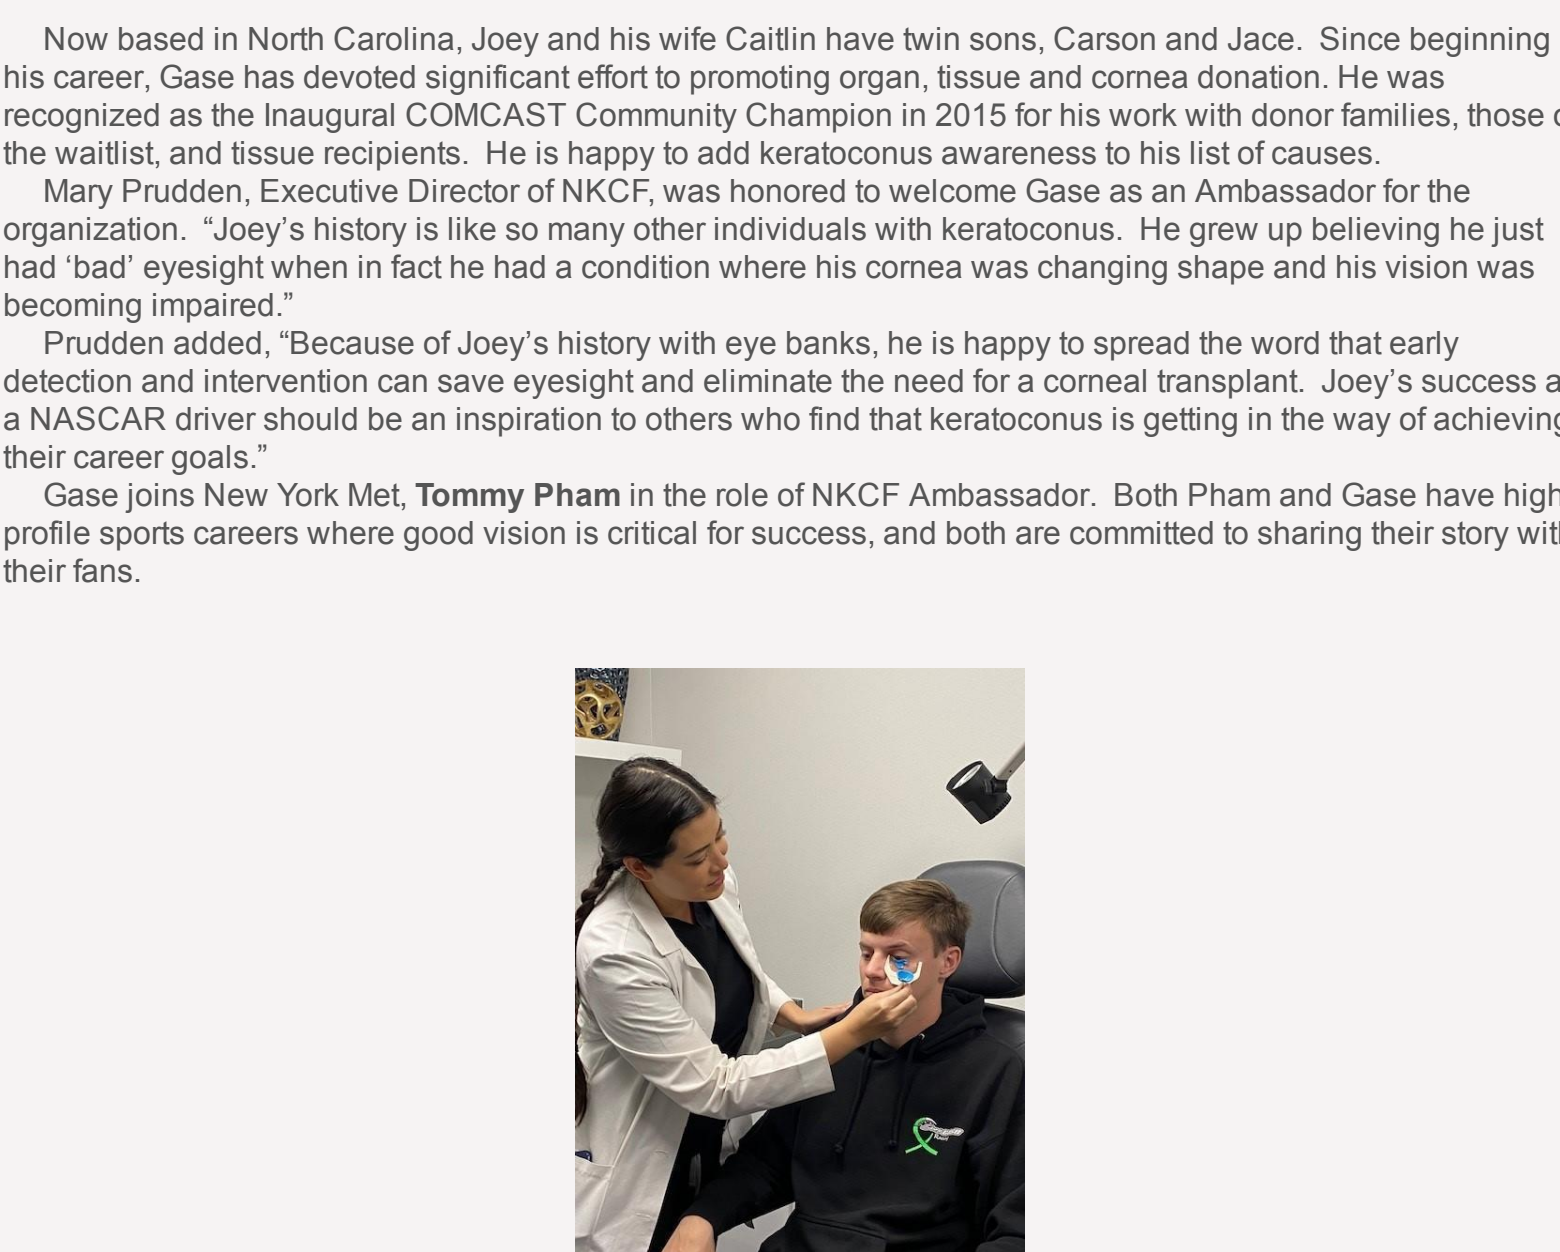 Now based in North Carolina, Joey and his wife Caitlin have twin sons, Carson and Jace.  Since beginning
his career, Gase has devoted significant effort to promoting organ, tissue and cornea donation. He was
recognized as the Inaugural COMCAST Community Champion in 2015 for his work with donor families, those
the waitlist, and tissue recipients.  He is happy to add keratoconus awareness to his list of causes.
Mary Prudden, Executive Director of NKCF, was honored to welcome Gase as an Ambassador for the
organization.  “Joey’s history is like so many other individuals with keratoconus.  He grew up believing he just
had ‘bad’ eyesight when in fact he had a condition where his cornea was changing shape and his vision was
becoming impaired.”
Prudden added, “Because of Joey’s history with eye banks, he is happy to spread the word that early
detection and intervention can save eyesight and eliminate the need for a corneal transplant.  Joey’s success
a NASCAR driver should be an inspiration to others who find that keratoconus is getting in the way of achieving
their career goals.”
Gase joins New York Met, Tommy Pham in the role of NKCF Ambassador.  Both Pham and Gase have high
profile sports careers where good vision is critical for success, and both are committed to sharing their story with
their fans.